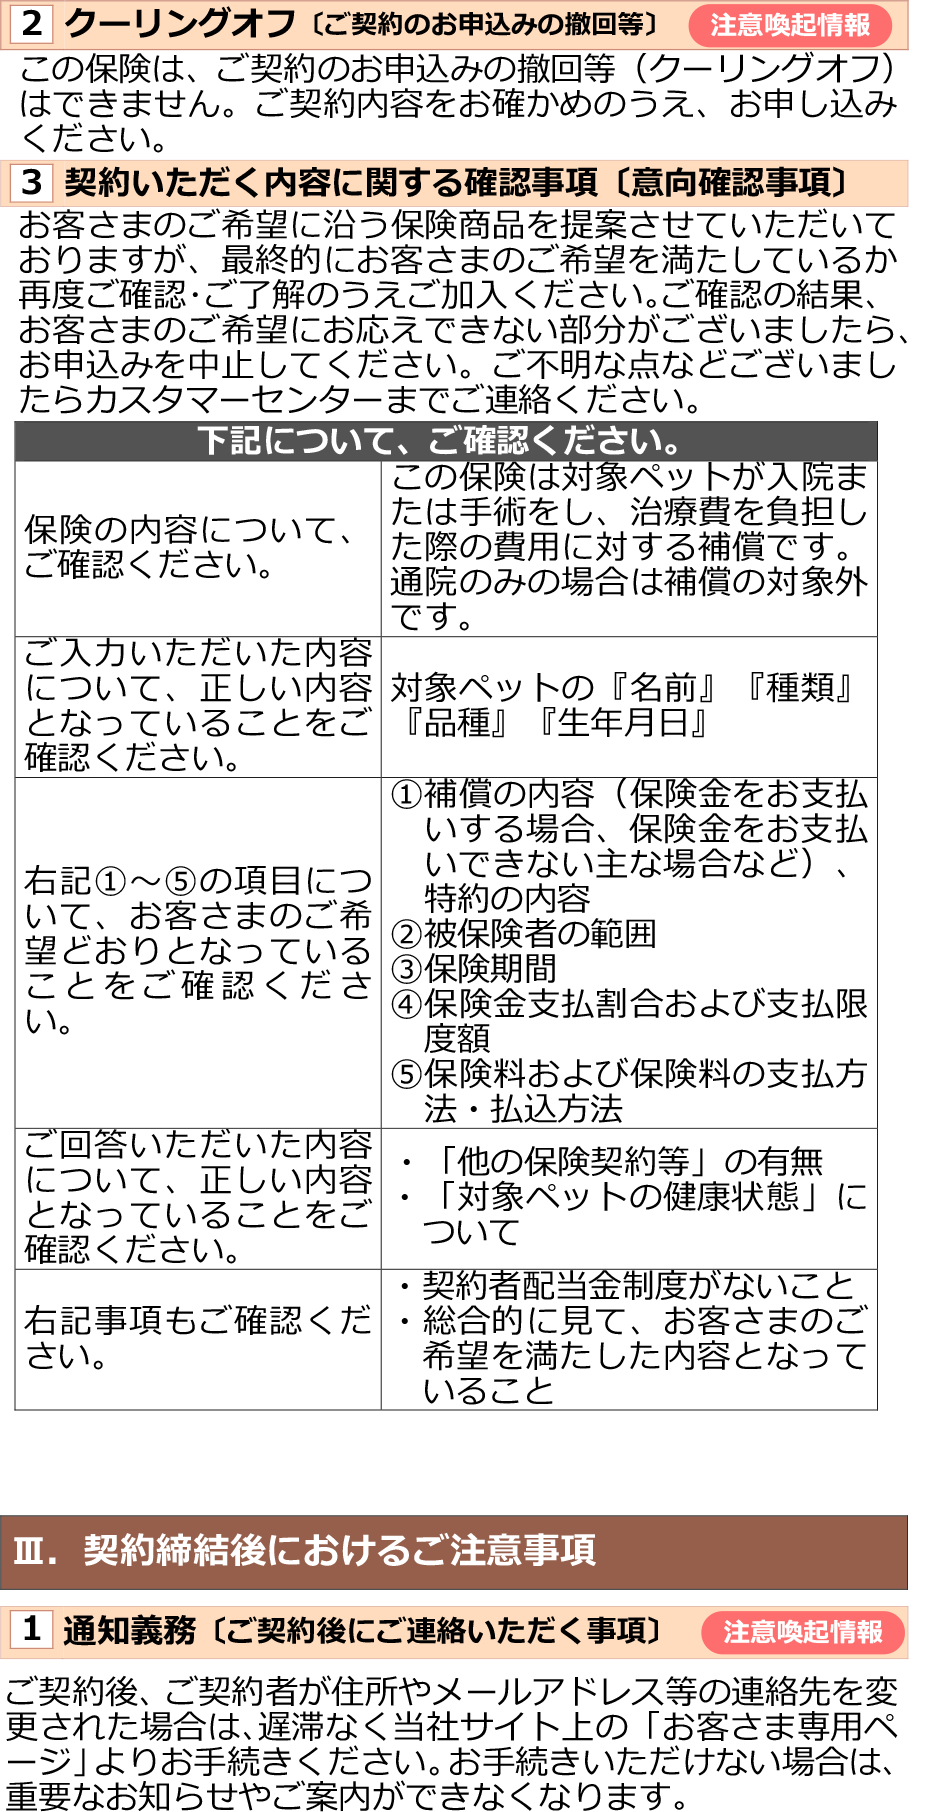 2 クーリングオフ〔ご契約のお申込みの撤回等〕 注意喚起情報
この保険は、ご契約のお申込みの撤回等（クーリングオフ）
はできません。ご契約内容をお確かめのうえ、お申し込み
ください。
3 契約いただく内容に関する確認事項〔意向確認事項〕
お客さまのご希望に沿う保険商品を提案させていただいて
おりますが、最終的にお客さまのご希望を満たしているか
再度ご確認･ご了解のうえご加入ください。ご確認の結果、
お客さまのご希望にお応えできない部分がございましたら、
お申込みを中止してください。ご不明な点などございまし
たらカスタマーセンターまでご連絡ください。
下記について、ご確認ください。
保険の内容について、
ご確認ください。
この保険は対象ペットが入院ま
たは手術をし、治療費を負担し
た際の費用に対する補償です。
通院のみの場合は補償の対象外
です。
ご入力いただいた内容
について、正しい内容
となっていることをご
確認ください。
対象ペットの『名前』『種類』
『品種』『生年月日』
右記①～⑤の項目につ
いて、お客さまのご希
望どおりとなっている
ことをご確認くださ
い。
①補償の内容（保険金をお支払
いする場合、保険金をお支払
いできない主な場合など）、
特約の内容
②被保険者の範囲
③保険期間
④保険金支払割合および支払限
度額
⑤保険料および保険料の支払方
法・払込方法
ご回答いただいた内容
について、正しい内容
となっていることをご
確認ください。
・「他の保険契約等」の有無
・「対象ペットの健康状態」に
ついて
右記事項もご確認くだ
さい。
・契約者配当金制度がないこと
・総合的に見て、お客さまのご
希望を満たした内容となって
いること
Ⅲ．契約締結後におけるご注意事項
1 通知義務〔ご契約後にご連絡いただく事項〕 注意喚起情報
ご契約後、ご契約者が住所やメールアドレス等の連絡先を変
更された場合は、遅滞なく当社サイト上の「お客さま専用ペ
ージ」よりお手続きください。お手続きいただけない場合は、
重要なお知らせやご案内ができなくなります。